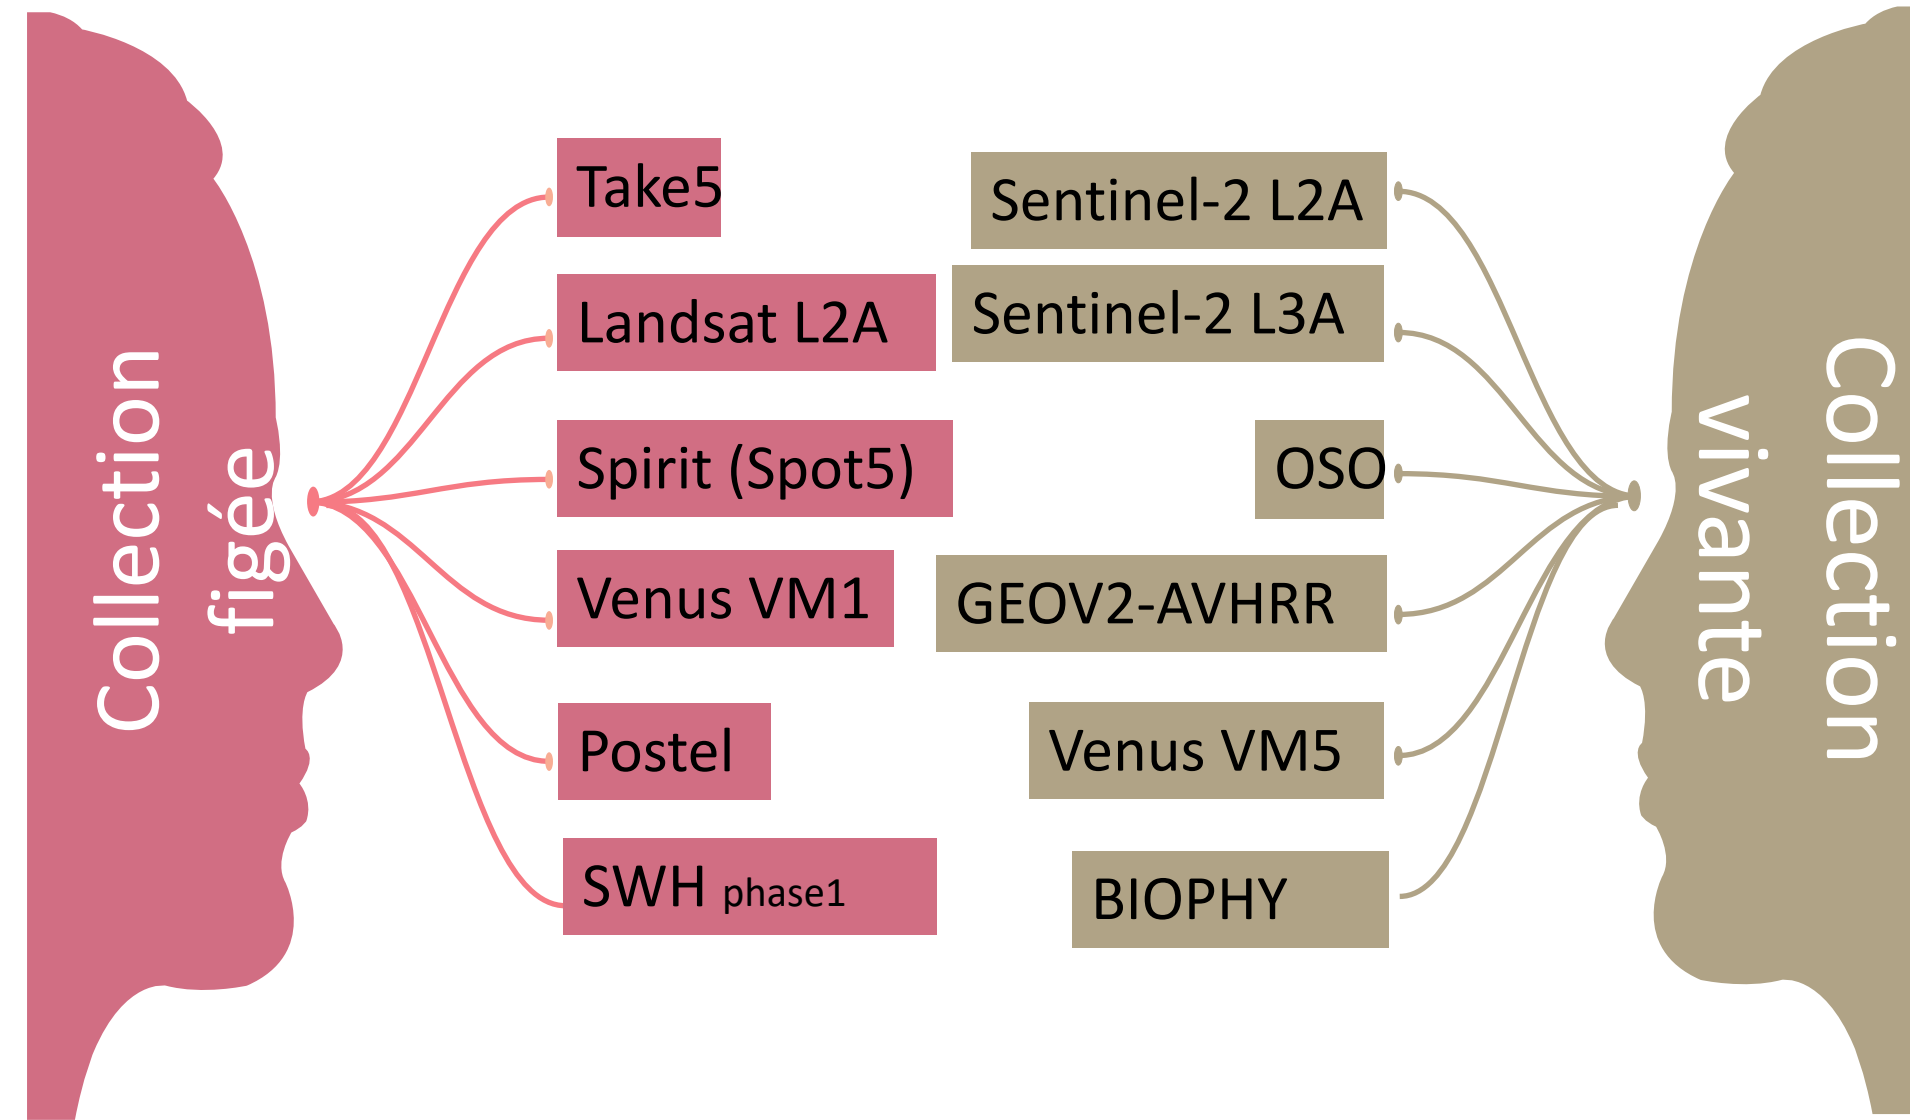 Collection
figée
Take5
Landsat L2A
Spirit (Spot5)
Venus VM1
Postel
SWH phase1
Sentinel-2 L2A
Sentinel-2 L3A
OSO
GEOV2-AVHRR
Venus VM5
BIOPHY
Collection
vivante